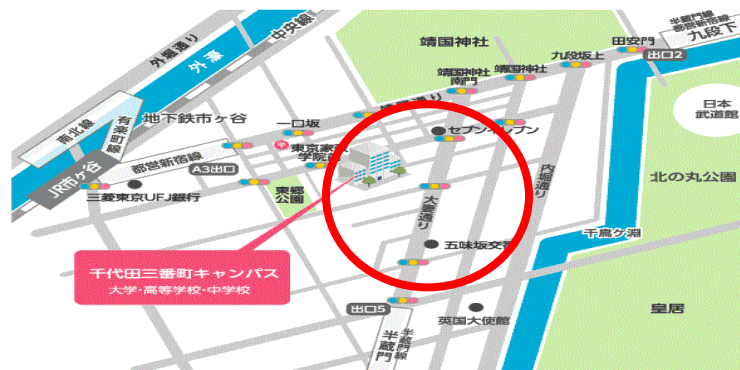 外堀通り
外濠
中央線
靖国神社
田安門
半蔵門線
都営新宿線
九段下
出口2
九段坂上
靖国神社
靖国神社
南門
日本
武道館
南北線
有楽町線
地下鉄市ヶ谷
一口坂
セブンイレブン
東京家政
学院前
都営新宿線
A3出口
JR市ヶ谷
三菱東京UFJ銀行
東郷
公園
大妻通り
内堀通り
北の丸公園
千鳥ヶ淵
五味坂交番
千代田三番町キャンパス
大学・高等学校・中学校
出口5
半蔵門線
半蔵門
英国大使館
皇居